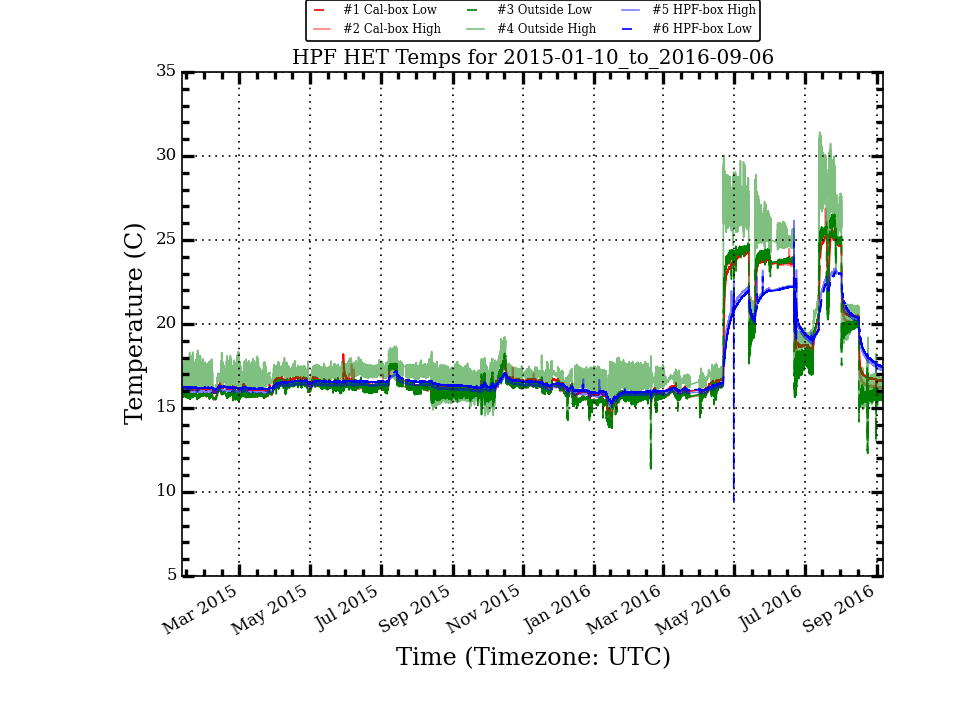 #1 Cal-box Low #3 Outside Low #5 HPF-box High
#2 Cal-box High #4 Outside High #6 HPF-box Low
HPF HET Temps for 2015-01-10_to_2016-09-06
35
30
25
20
15
10
5
Temperature (C)
Mar 2015 May 2015 Jul 2015 Sep 2015 Nov 2015 Jan 2016 Mar 2016 May 2016 Jul 2016 Sep 2016
Time (Timezone: UTC)